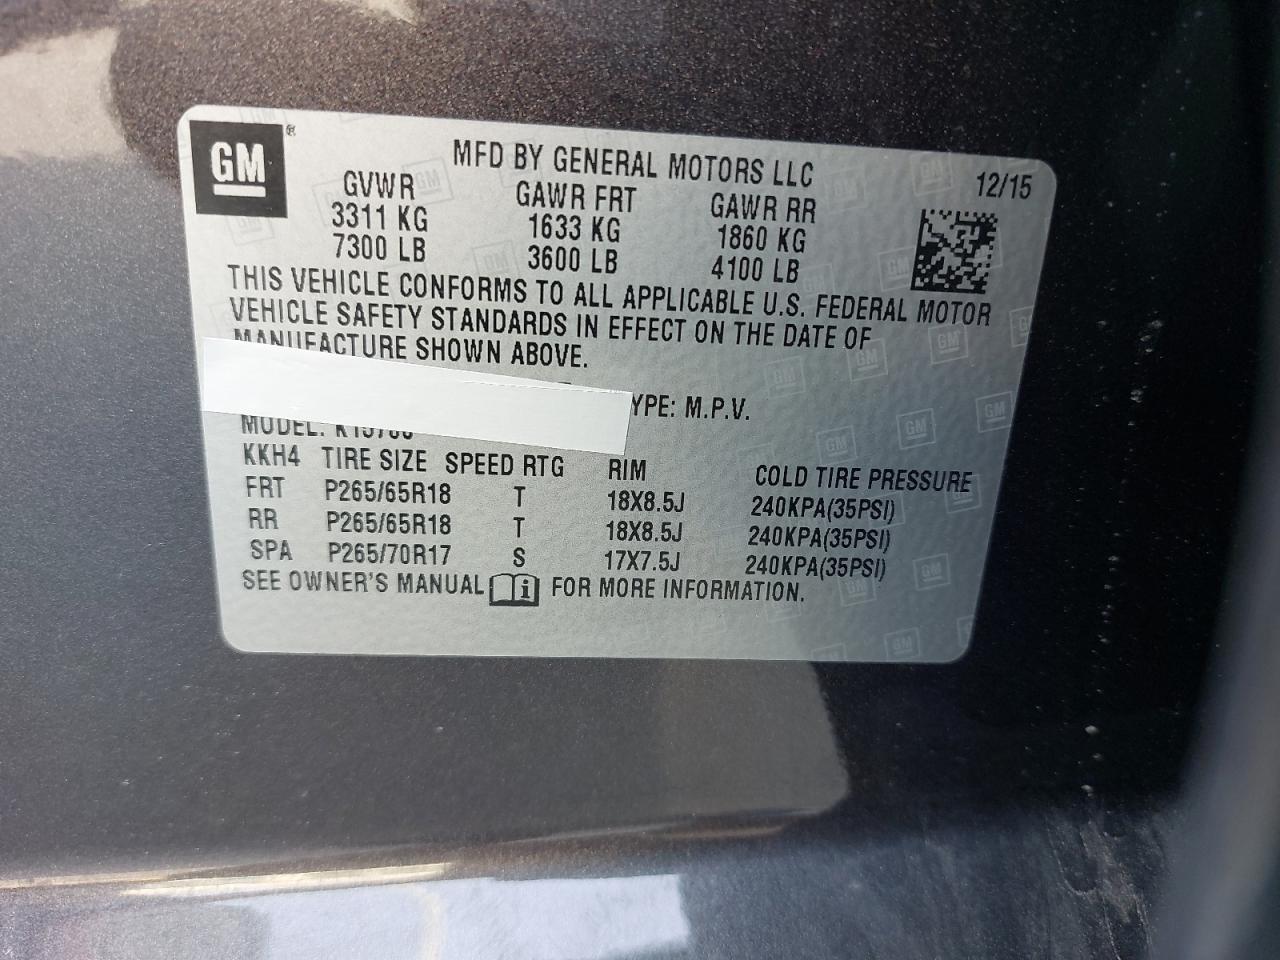 GM ®
MFD BY GENERAL MOTORS LLC
12/15
GVWR GAWR FRT GAWR RR
3311 KG 1633 KG 1860 KG
7300 LB 3600 LB 4100 LB
THIS VEHICLE CONFORMS TO ALL APPLICABLE U.S. FEDERAL MOTOR
VEHICLE SAFETY STANDARDS IN EFFECT ON THE DATE OF
MANUFACTURE SHOWN ABOVE.
YPE: M.P.V.
MODEL:
KKH4 TIRE SIZE SPEED RTG RIM COLD TIRE PRESSURE
FRT P265/65R18 T 18X8.5J 240KPA(35PSI)
RR P265/65R18 T 18X8.5J 240KPA(35PSI)
SPA P265/70R17 S 17X7.5J 240KPA(35PSI)
SEE OWNER'S MANUAL i FOR MORE INFORMATION.